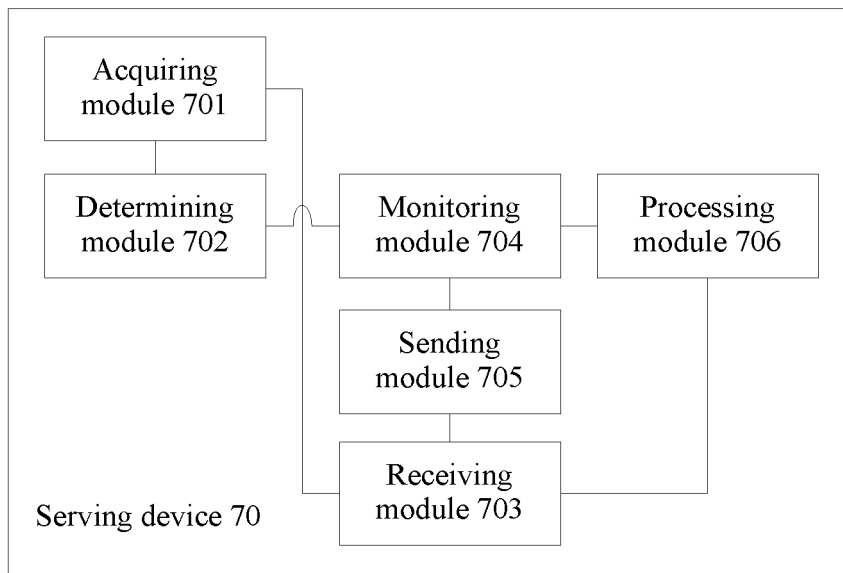 Acquiring
module 701
Determining
module 702
Monitoring
module 704
Processing
module 706
Sending
module 705
Receiving
module 703
Serving device 70